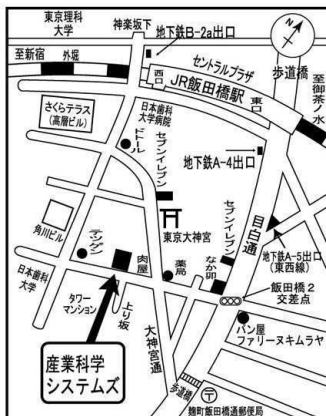 東京理科
大学
神楽坂下
地下鉄B-2a出口
至新宿
外堀
セントラルプラザ
歩道橋
N
西口
JR飯田橋駅
東口
至御茶ノ水
さくらテラス
(高層ビル)
日本歯科
大学病院
ドトール
セブンイレブン
地下鉄A-4出口
角川ビル
東京大神宮
セブンイレブン
目白通
地下鉄A-5出口
(東西線)
テツゲン
肉屋
薬局
なか卯
飯田橋2
交差点
日本歯科
大学
タワー
マンション
上り坂
大神宮通
パン屋
ファリーヌキムラヤ
産業科学
システムズ
歩道橋
麹町飯田橋通郵便局